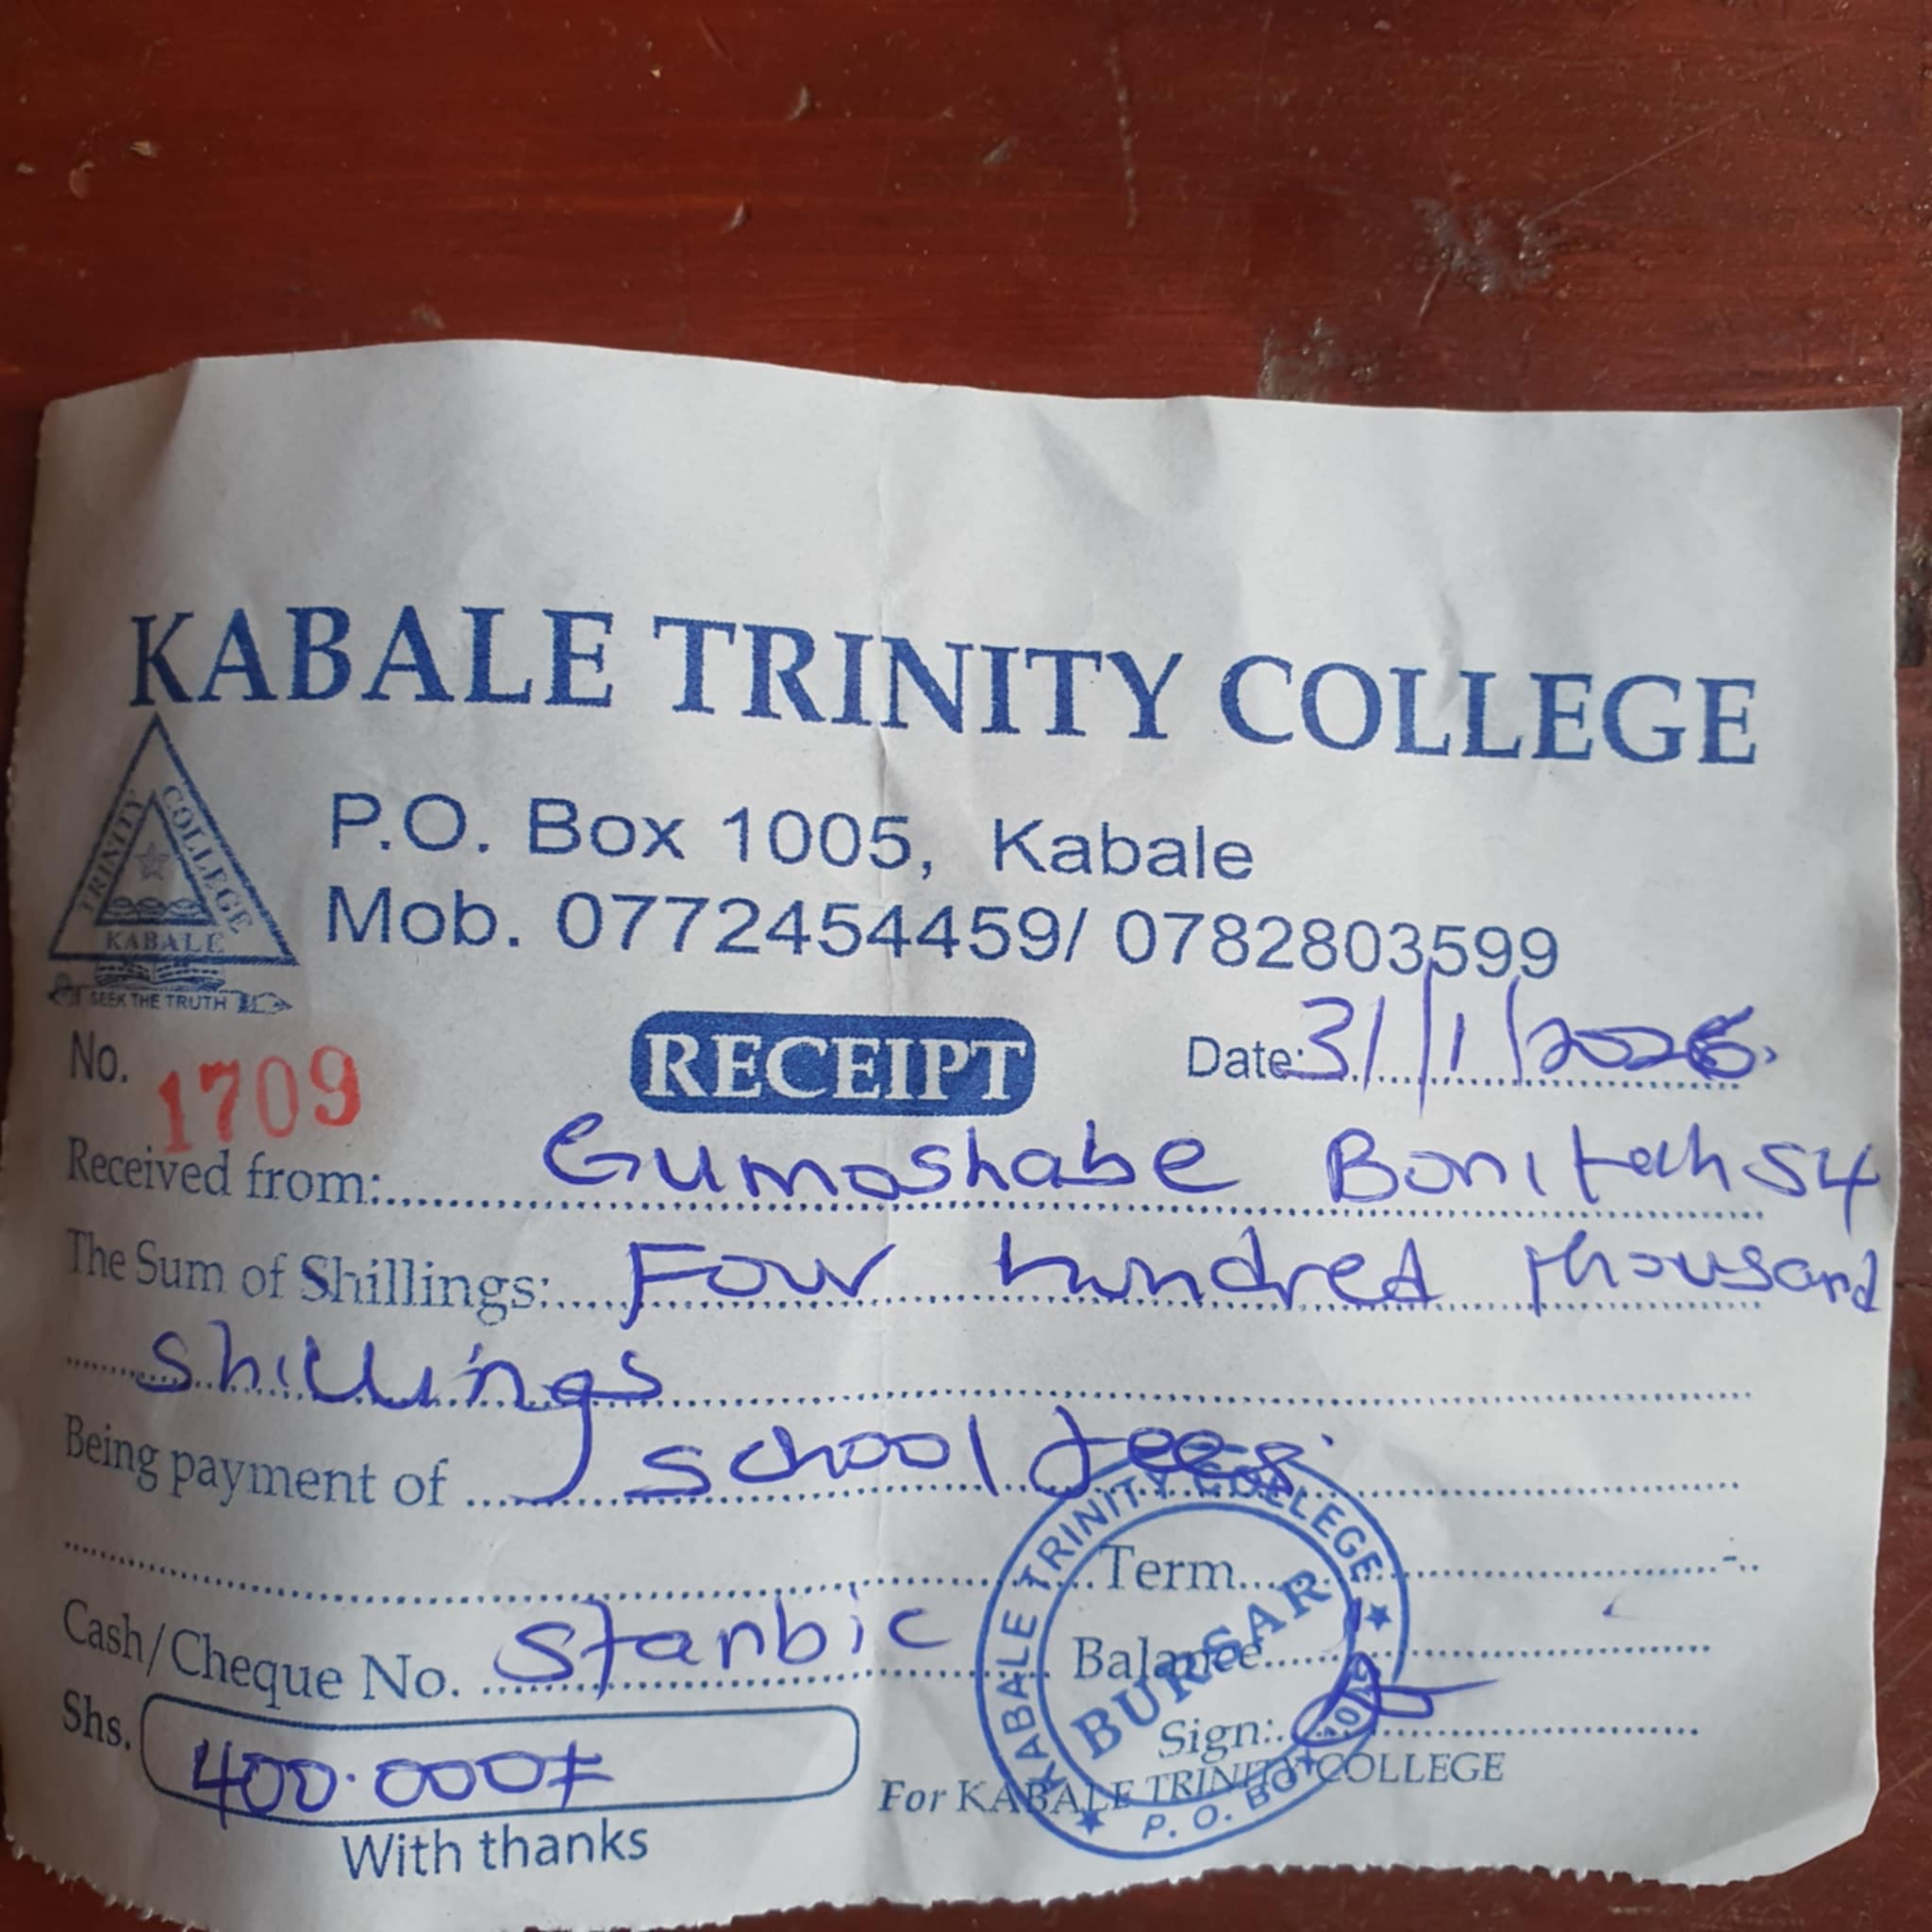 KABALE TRINITY COLLEGE
TRINITY COLLEGE
KABALE
SEEK THE TRUTH
P.O. Box 1005, Kabale
Mob. 0772454459/ 0782803599
No. 1709
RECEIPT
Date: 31/1/2026.
Received from: Gumoshabe Bonitah S4
The Sum of Shillings: Four hundred thousand
shillings
Being payment of school fees
Term
Cash/Cheque No. Stanbic
Balance
Shs. 400.000=
Sign:
For KABALE TRINITY COLLEGE
With thanks
KABALE TRINITY COLLEGE
BURSAR
P. O. BOX